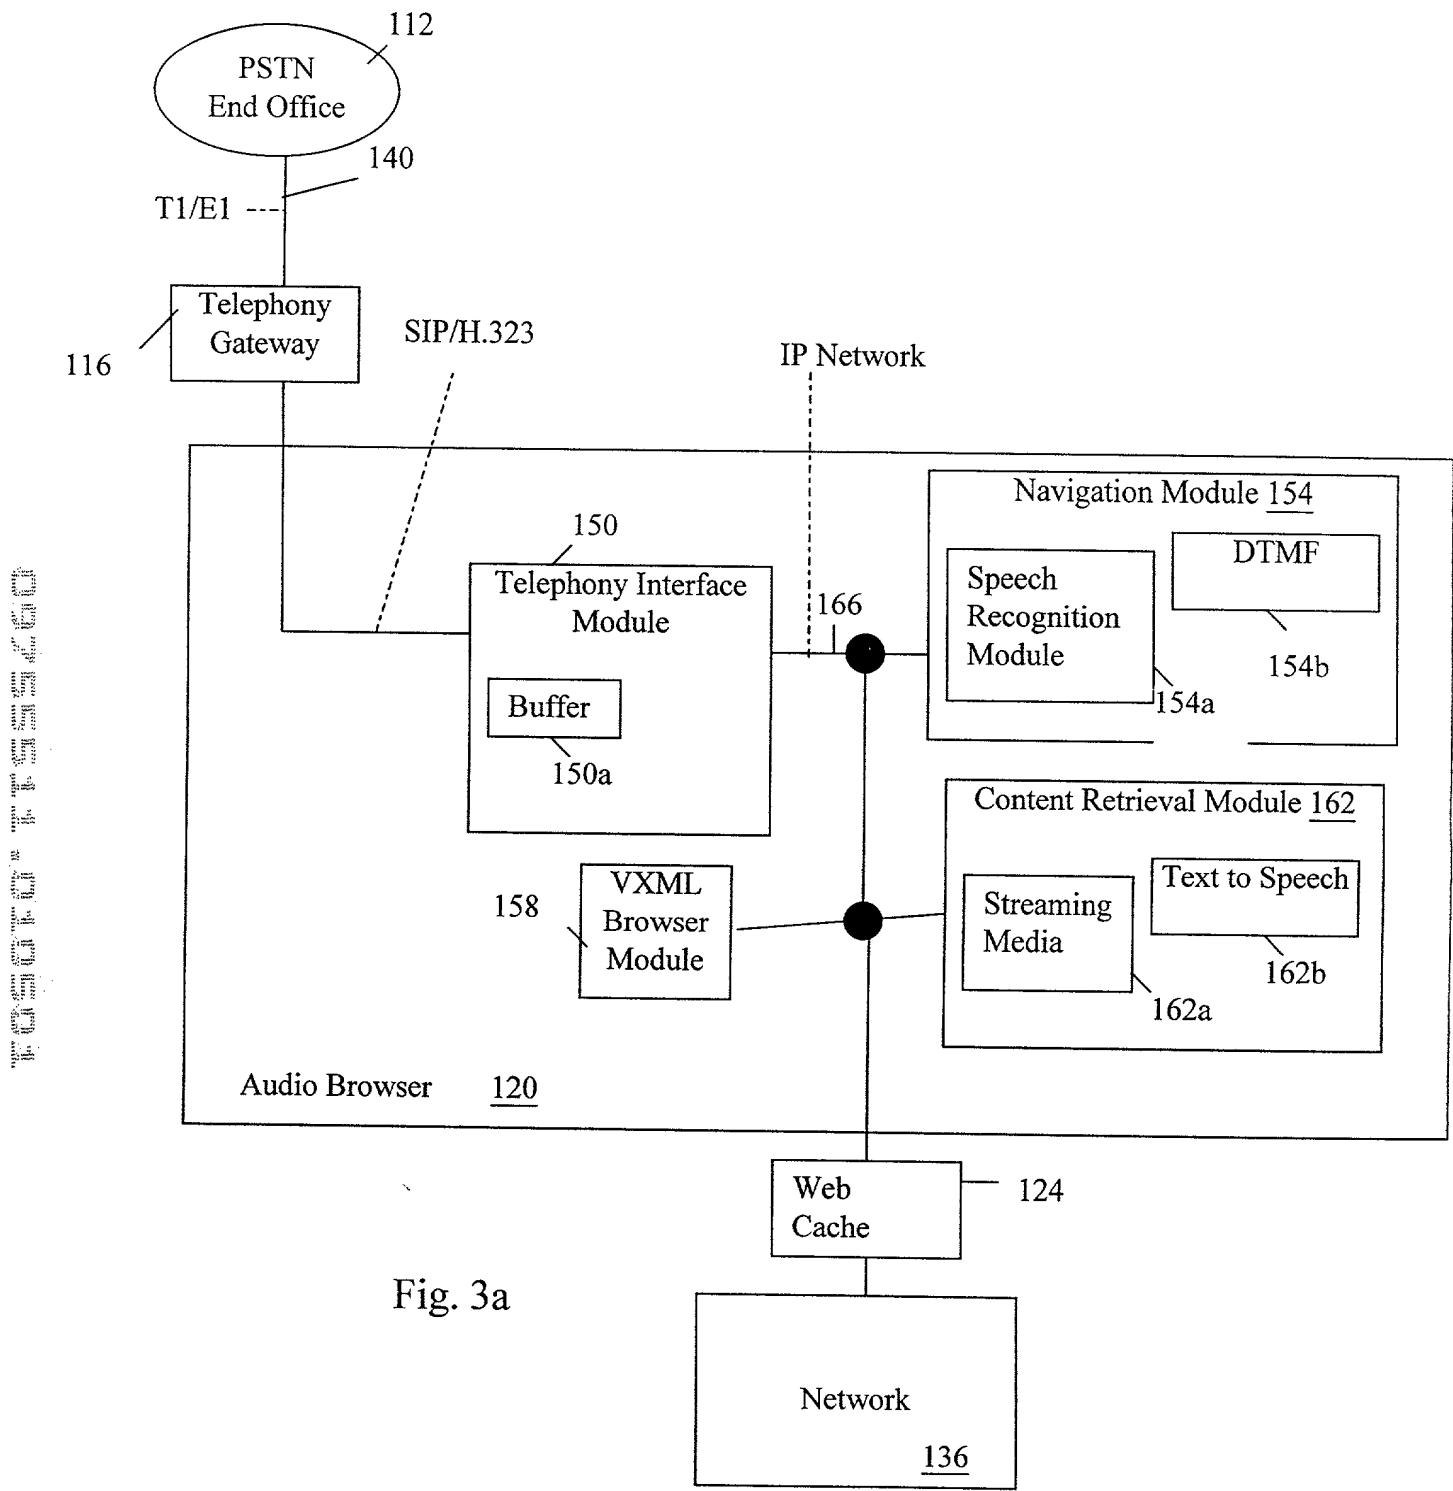 112
PSTN
End Office
140
T1/E1
Telephony
Gateway
116
SIP/H.323
IP Network
Navigation Module 154
150
DTMF
Telephony Interface
Module
Speech
Recognition
Module
166
154b
154a
Buffer
150a
Content Retrieval Module 162
VXML
Browser
Module
158
Text to Speech
Streaming
Media
162b
162a
Audio Browser 120
Web
Cache
124
Fig. 3a
Network
136
09755511.010501